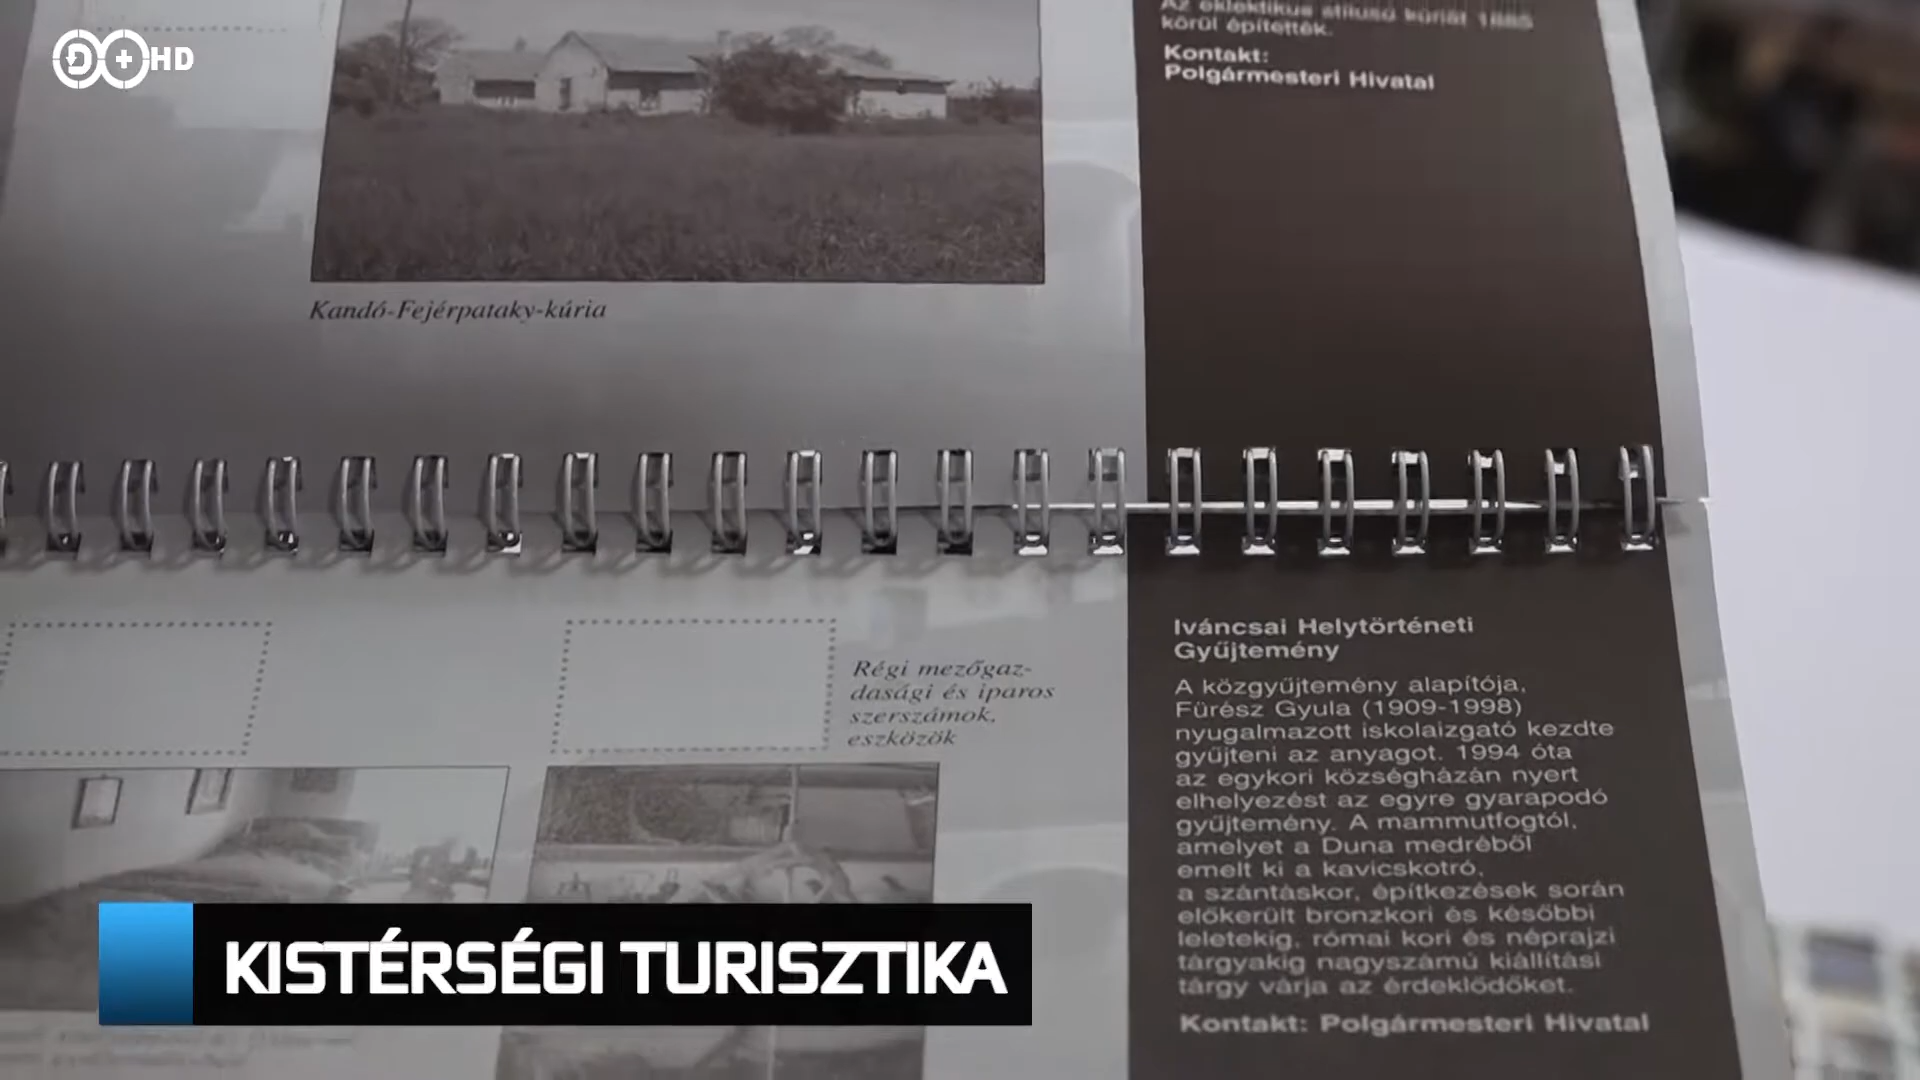 D+HD
Az eklektikus stílusú kúriát 1885
körül építették.
Kontakt:
Polgármesteri Hivatal
Kandó-Fejérpataky-kúria
Régi mezőgaz-
dasági és iparos
szerszámok,
eszközök
Iváncsai Helytörténeti
Gyűjtemény
A közgyűjtemény alapítója,
Fürész Gyula (1909-1998)
nyugalmazott iskolaizgató kezdte
gyűjteni az anyagot. 1994 óta
az egykori községházán nyert
elhelyezést az egyre gyarapodó
gyűjtemény. A mammutfogtól,
amelyet a Duna medréből
emelt ki a kavicskotró,
a szántáskor, építkezések során
előkerült bronzkori és későbbi
leletekig, római kori és néprajzi
tárgyakig nagyszámú kiállítási
tárgy várja az érdeklődőket.
Kontakt: Polgármesteri Hivatal
KISTÉRSÉGI TURISZTIKA